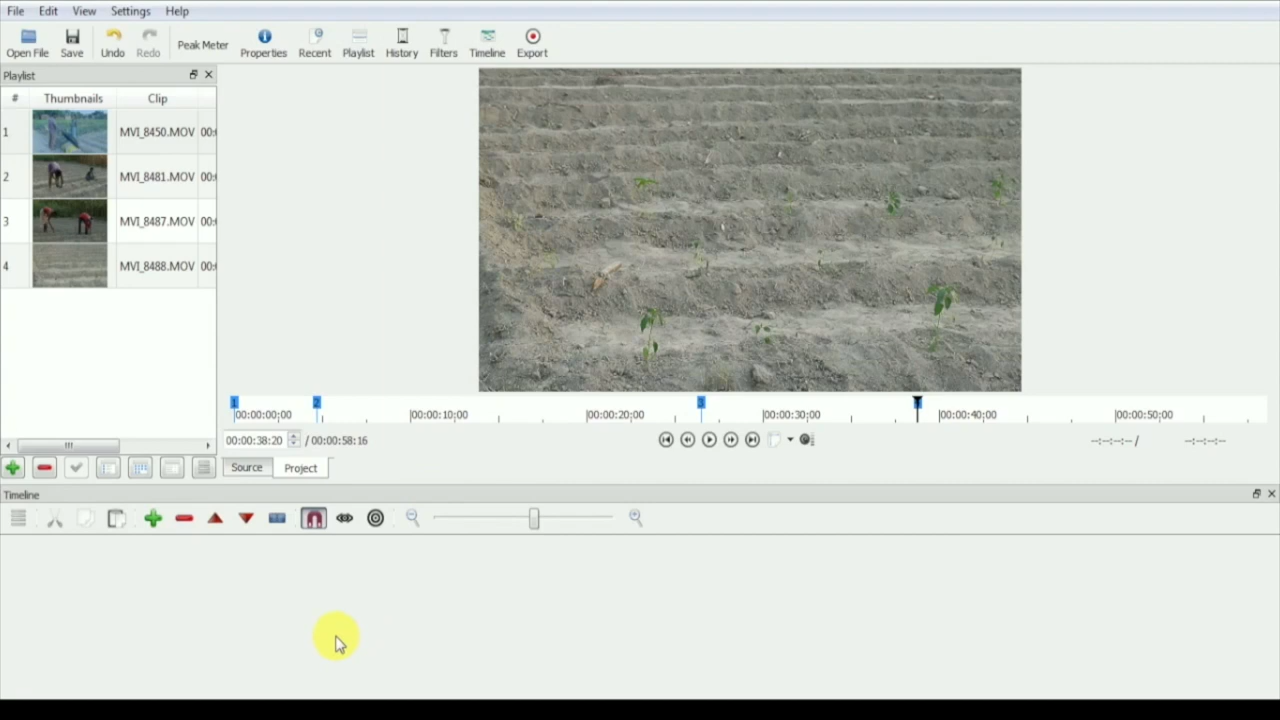 File Edit View Settings Help
Open File Save Undo Redo Peak Meter Properties Recent Playlist History Filters Timeline Export
Playlist
# Thumbnails Clip
1 MVI_8450.MOV
2 MVI_8481.MOV
3 MVI_8487.MOV
4 MVI_8488.MOV
1 2 3
00:00:00;00 00:00:10;00 00:00:20;00 00:00:30;00 00:00:40;00 00:00:50;00
00:00:38:20 / 00:00:58:16 --:--:--:-- / --:--:--:--
Source Project
Timeline